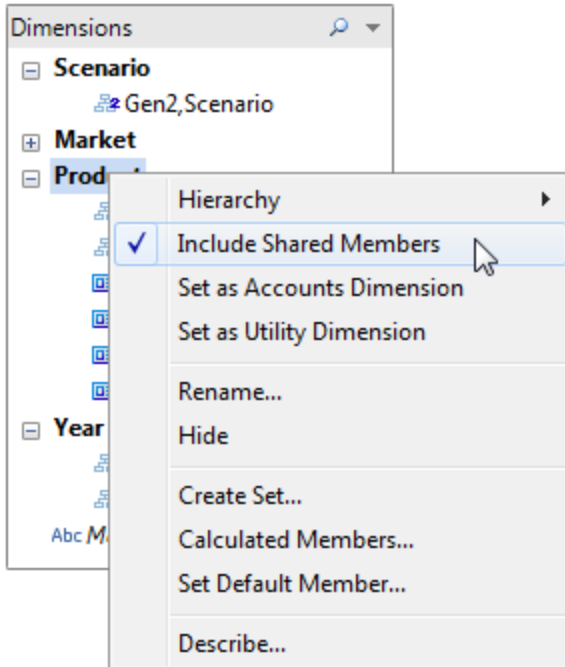 Dimensions
Scenario
Gen2,Scenario
Market
Hierarchy
Include Shared Members
Set as Accounts Dimension
Set as Utility Dimension
Rename...
Hide
Year
Create Set...
Abc
Calculated Members...
Set Default Member...
Describe...